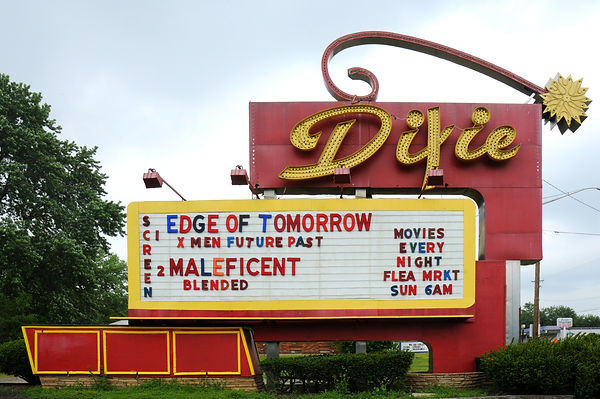 Dixie
SCREEN
1 EDGE OF TOMORROW
X MEN FUTURE PAST
2 MALEFICENT
BLENDED
MOVIES
EVERY
NIGHT
FLEA MRKT
SUN 6AM